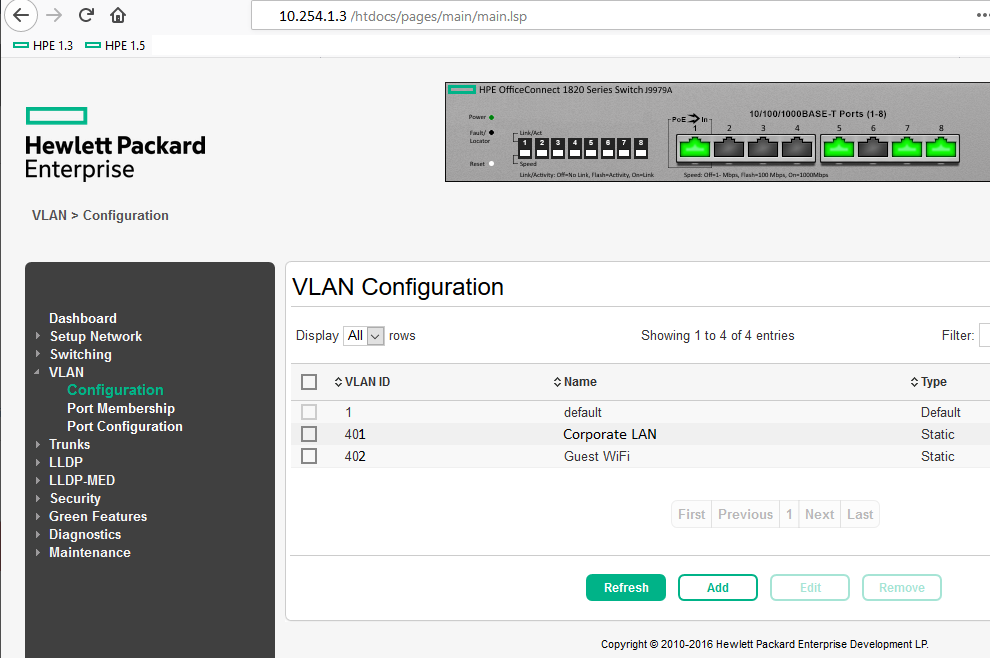 10.254.1.3 /htdocs/pages/main/main.lsp
HPE 1.3 HPE 1.5
HPE OfficeConnect 1820 Series Switch J9979A
Power
Fault/
Locator
Reset
Link/Act
1 2 3 4 5 6 7 8
Speed
Link/Activity: Off=No Link, Flash=Activity, On=Link
PoE In
10/100/1000BASE-T Ports (1-8)
1 2 3 4 5 6 7 8
Speed: Off=1- Mbps, Flash=100 Mbps, On=1000Mbps
Hewlett Packard
Enterprise
VLAN > Configuration
Dashboard
Setup Network
Switching
VLAN
Configuration
Port Membership
Port Configuration
Trunks
LLDP
LLDP-MED
Security
Green Features
Diagnostics
Maintenance
VLAN Configuration
Display All rows Showing 1 to 4 of 4 entries Filter:
VLAN ID Name Type
1 default Default
401 Corporate LAN Static
402 Guest WiFi Static
First Previous 1 Next Last
Refresh Add Edit Remove
Copyright © 2010-2016 Hewlett Packard Enterprise Development LP.